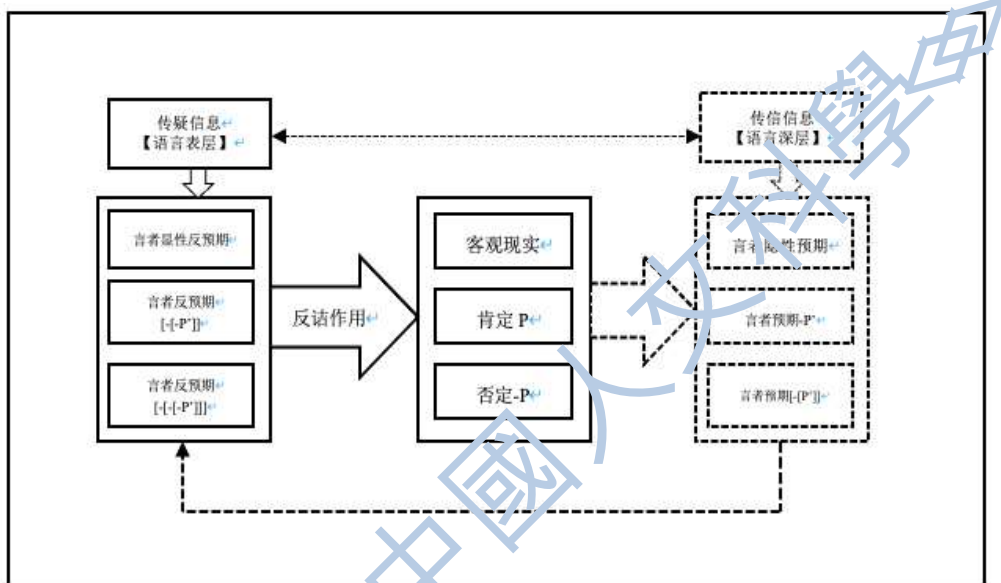 传疑信息
【语言表层】
传信信息
【语言深层】
言者显性反预期
言者反预期
[-[-P’]]
言者反预期
[-[-[-P’]]]
反诘作用
客观现实
肯定 P
否定-P
言者隐性预期
言者预期-P’
言者预期[-[P’]]
中國人文科學